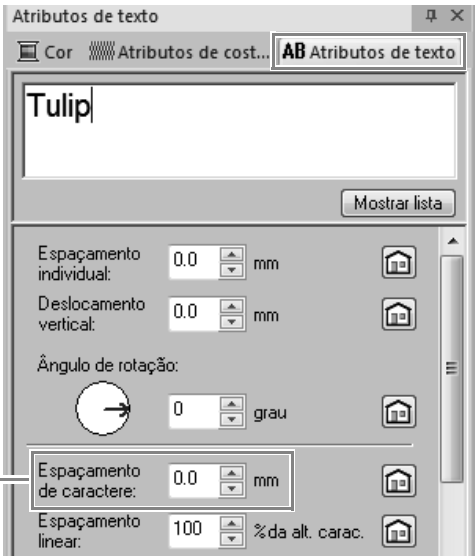 Atributos de texto
Cor Atributos de cost... AB Atributos de texto
Tulip
Mostrar lista
Espaçamento individual: 0.0 mm
Deslocamento vertical: 0.0 mm
Ângulo de rotação:
0 grau
Espaçamento de caractere: 0.0 mm
Espaçamento linear: 100 % da alt. carac.